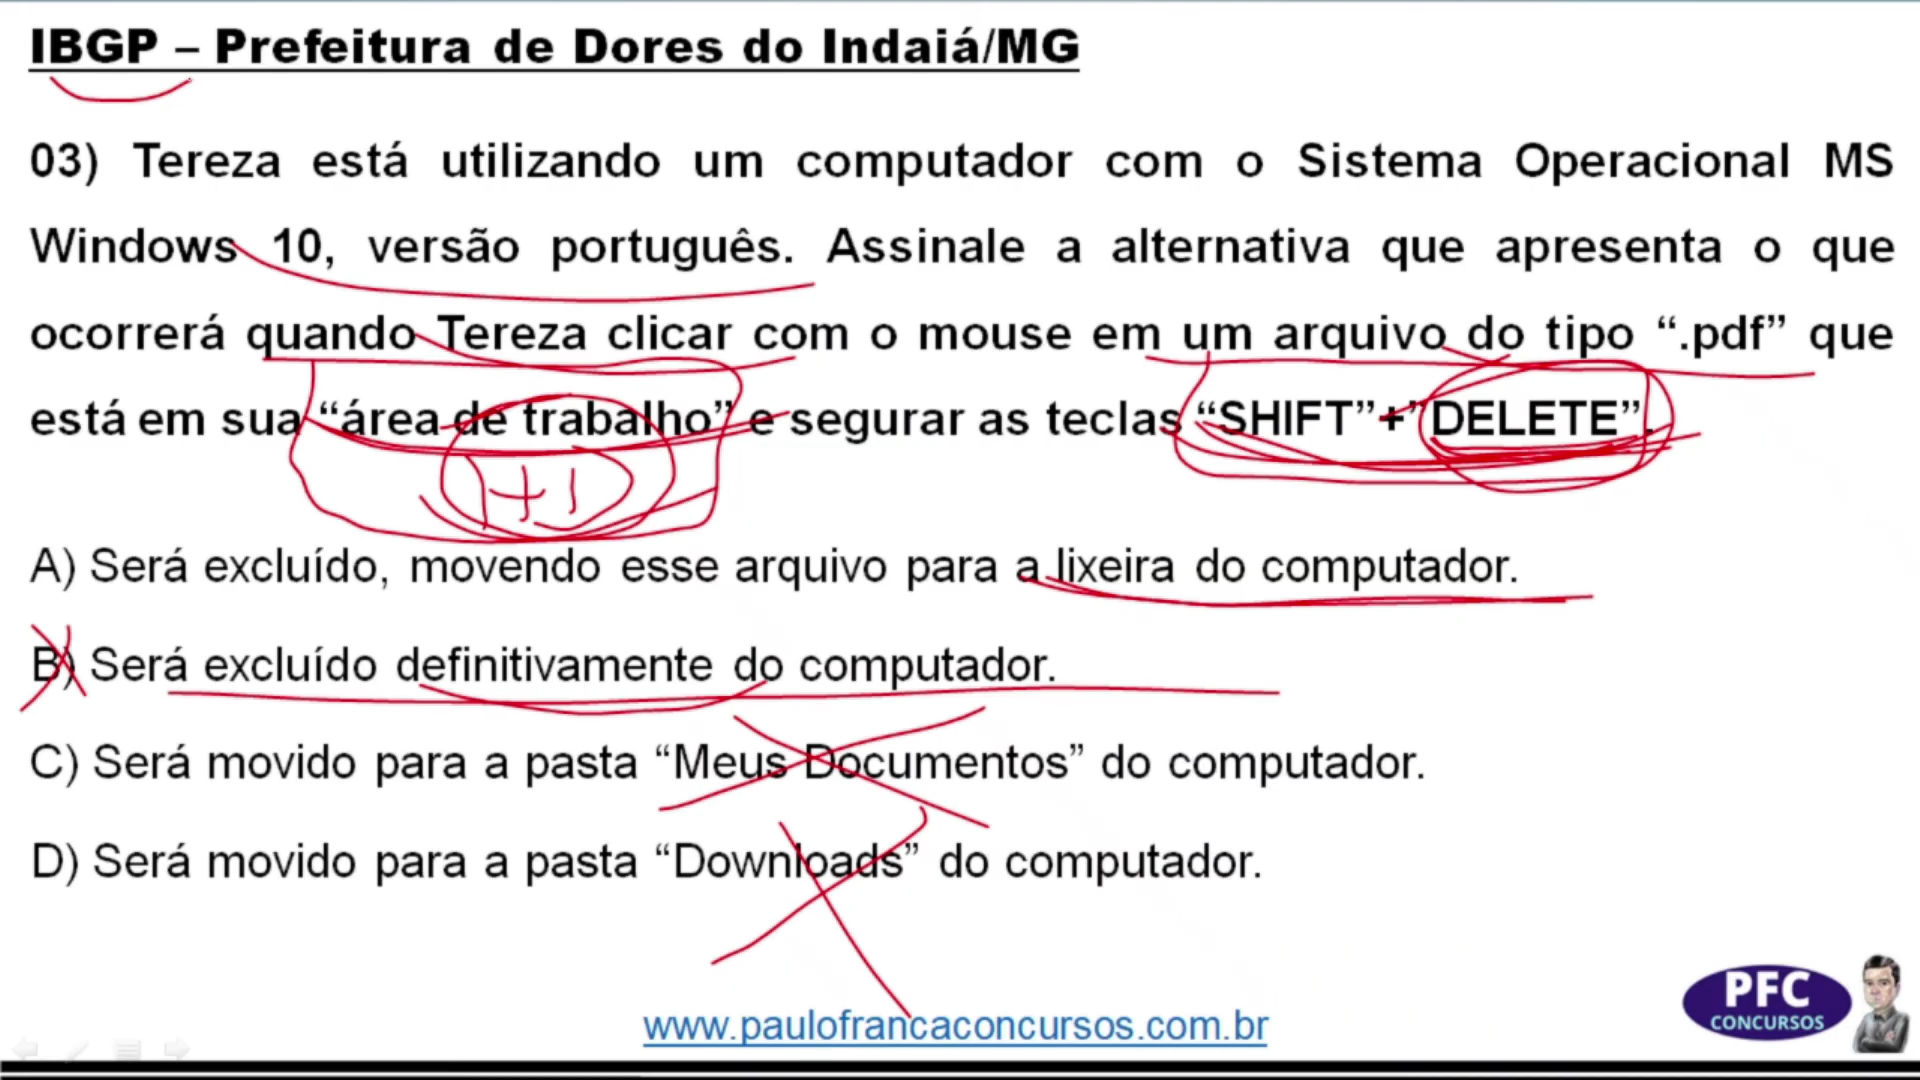 IBGP – Prefeitura de Dores do Indaiá/MG
03) Tereza está utilizando um computador com o Sistema Operacional MS
Windows 10, versão português. Assinale a alternativa que apresenta o que
ocorrerá quando Tereza clicar com o mouse em um arquivo do tipo “.pdf” que
está em sua “área de trabalho” e segurar as teclas “SHIFT”+”DELETE”.
A) Será excluído, movendo esse arquivo para a lixeira do computador.
B) Será excluído definitivamente do computador.
C) Será movido para a pasta “Meus Documentos” do computador.
D) Será movido para a pasta “Downloads” do computador.
PFC
CONCURSOS
www.paulofrancaconcursos.com.br